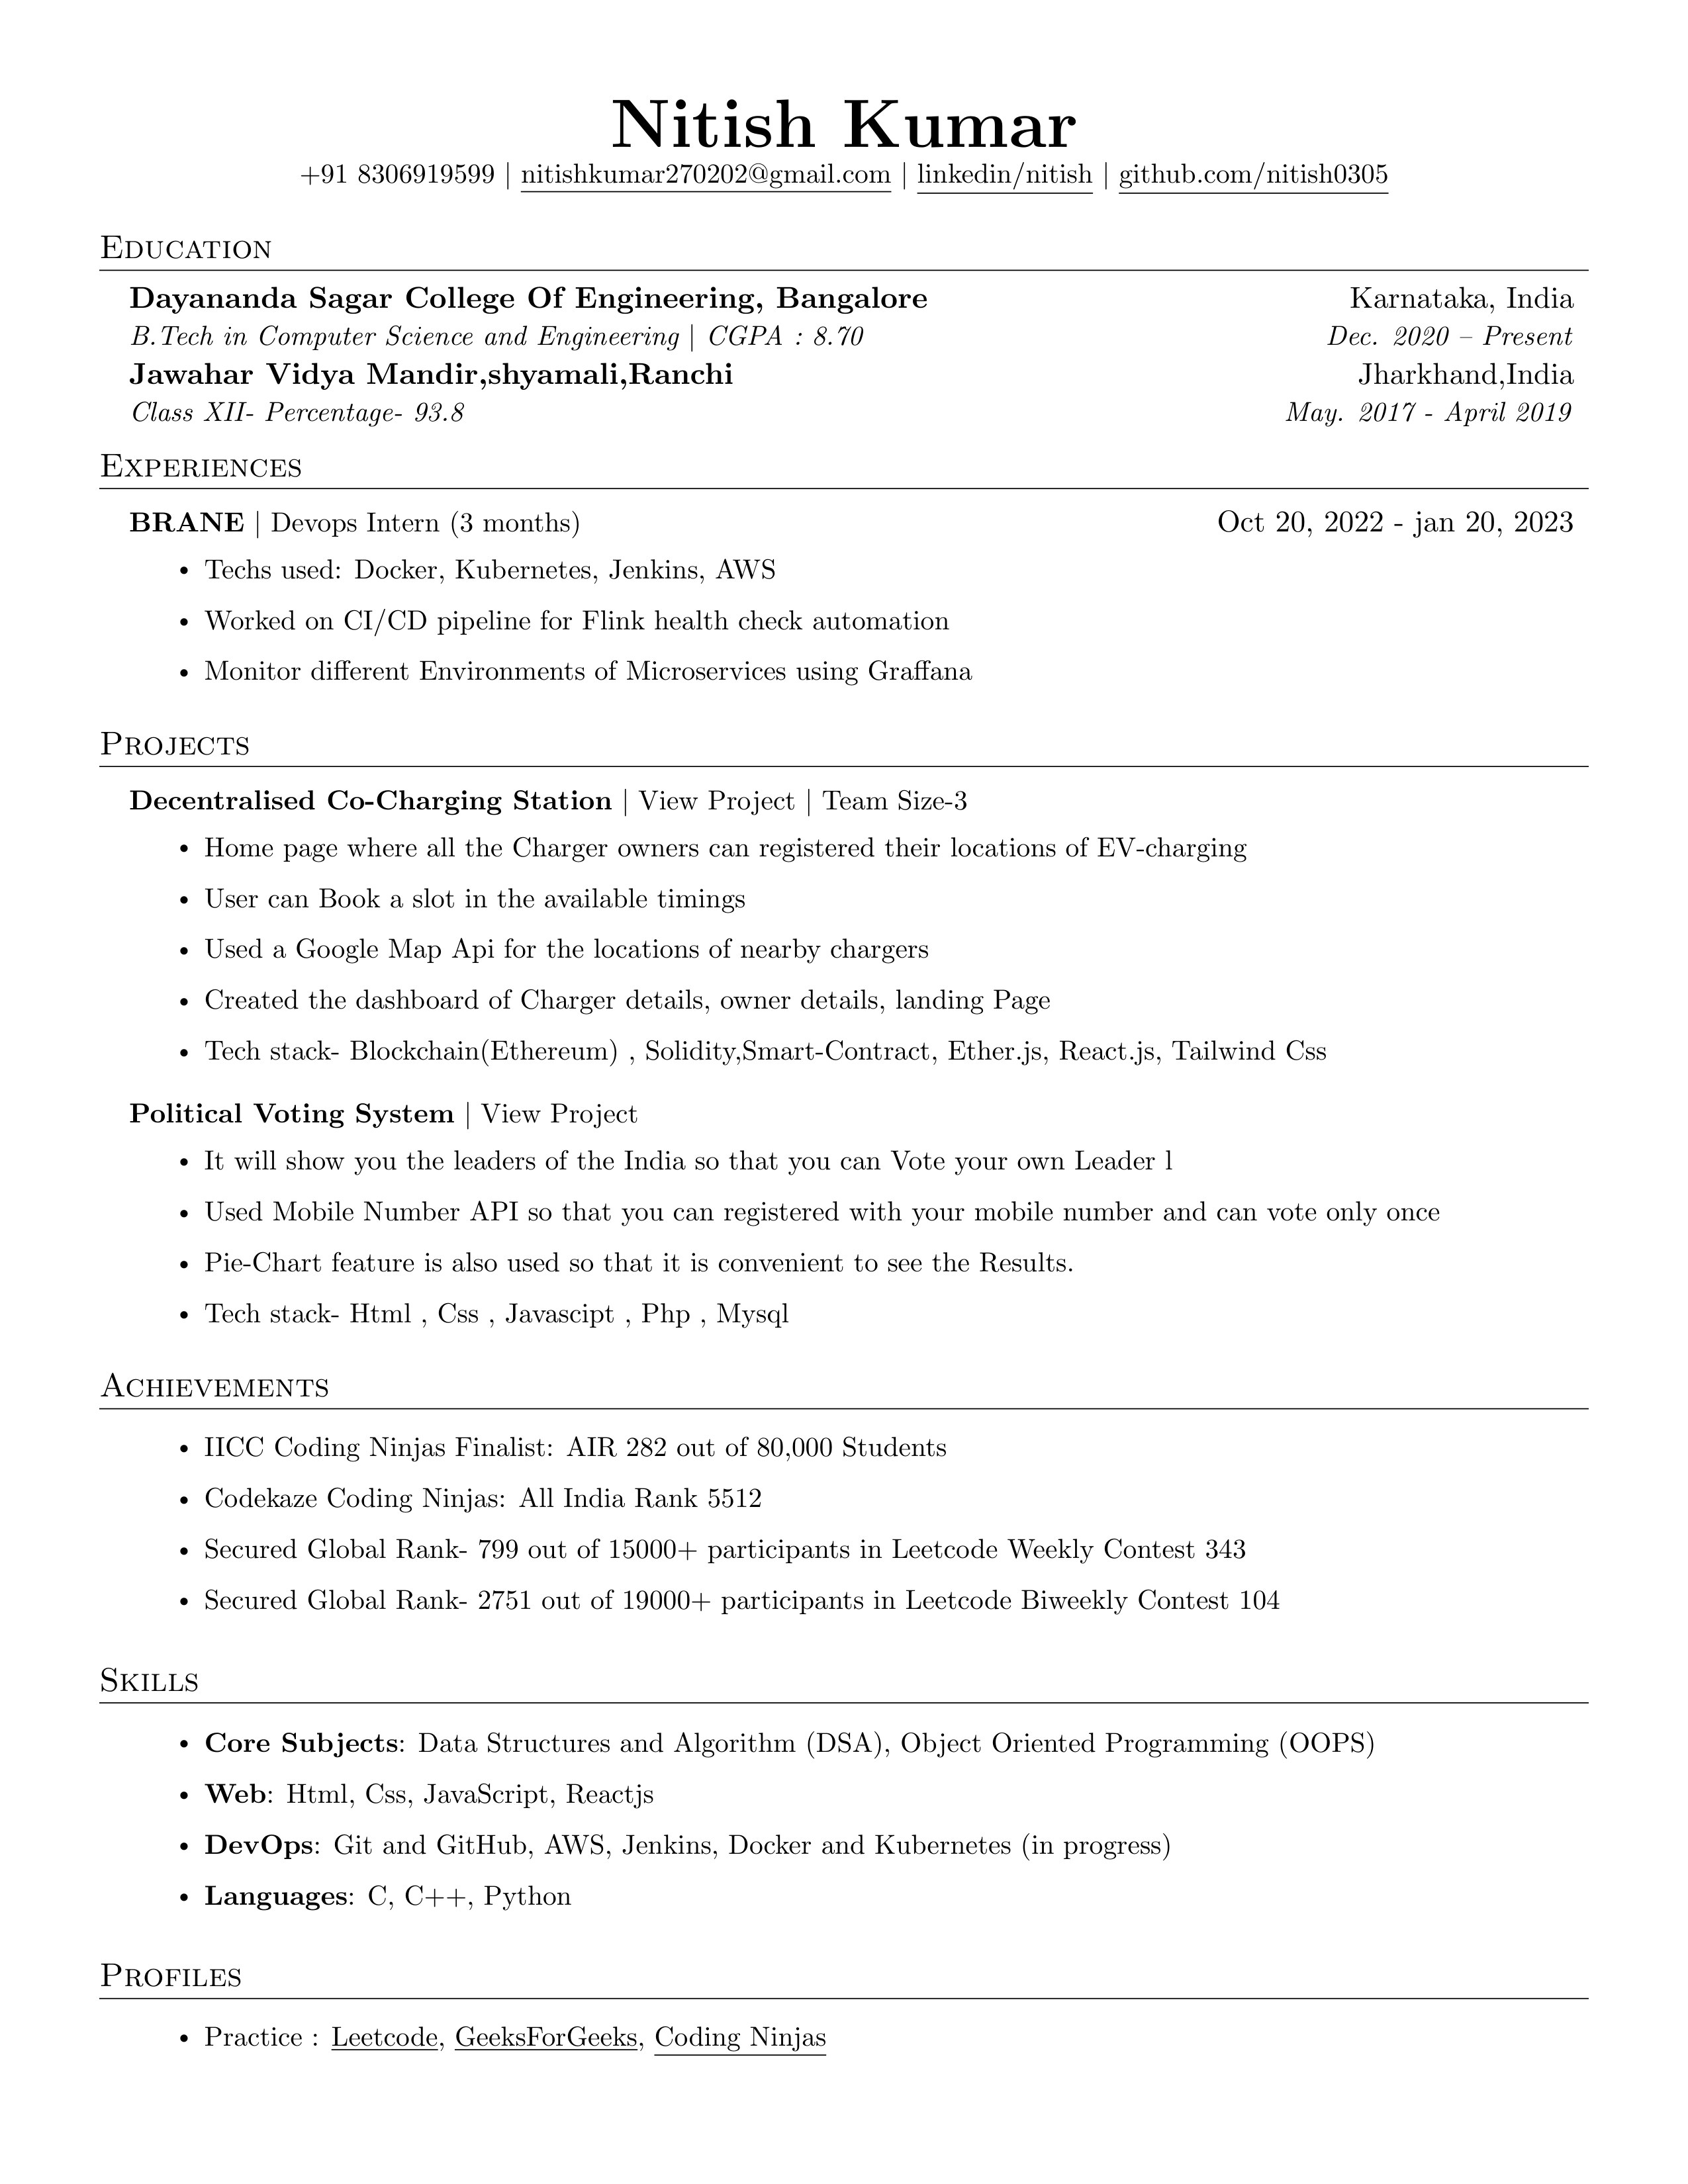 Nitish Kumar
+91 8306919599 | nitishkumar270202@gmail.com | linkedin/nitish | github.com/nitish0305
Education
Dayananda Sagar College Of Engineering, Bangalore Karnataka, India
B.Tech in Computer Science and Engineering | CGPA : 8.70 Dec. 2020 – Present
Jawahar Vidya Mandir,shyamali,Ranchi Jharkhand,India
Class XII- Percentage- 93.8 May. 2017 - April 2019
Experiences
BRANE | Devops Intern (3 months) Oct 20, 2022 - jan 20, 2023
• Techs used: Docker, Kubernetes, Jenkins, AWS
• Worked on CI/CD pipeline for Flink health check automation
• Monitor different Environments of Microservices using Graffana
Projects
Decentralised Co-Charging Station | View Project | Team Size-3
• Home page where all the Charger owners can registered their locations of EV-charging
• User can Book a slot in the available timings
• Used a Google Map Api for the locations of nearby chargers
• Created the dashboard of Charger details, owner details, landing Page
• Tech stack- Blockchain(Ethereum) , Solidity,Smart-Contract, Ether.js, React.js, Tailwind Css
Political Voting System | View Project
• It will show you the leaders of the India so that you can Vote your own Leader l
• Used Mobile Number API so that you can registered with your mobile number and can vote only once
• Pie-Chart feature is also used so that it is convenient to see the Results.
• Tech stack- Html , Css , Javascipt , Php , Mysql
Achievements
• IICC Coding Ninjas Finalist: AIR 282 out of 80,000 Students
• Codekaze Coding Ninjas: All India Rank 5512
• Secured Global Rank- 799 out of 15000+ participants in Leetcode Weekly Contest 343
• Secured Global Rank- 2751 out of 19000+ participants in Leetcode Biweekly Contest 104
Skills
• Core Subjects: Data Structures and Algorithm (DSA), Object Oriented Programming (OOPS)
• Web: Html, Css, JavaScript, Reactjs
• DevOps: Git and GitHub, AWS, Jenkins, Docker and Kubernetes (in progress)
• Languages: C, C++, Python
Profiles
• Practice : Leetcode, GeeksForGeeks, Coding Ninjas